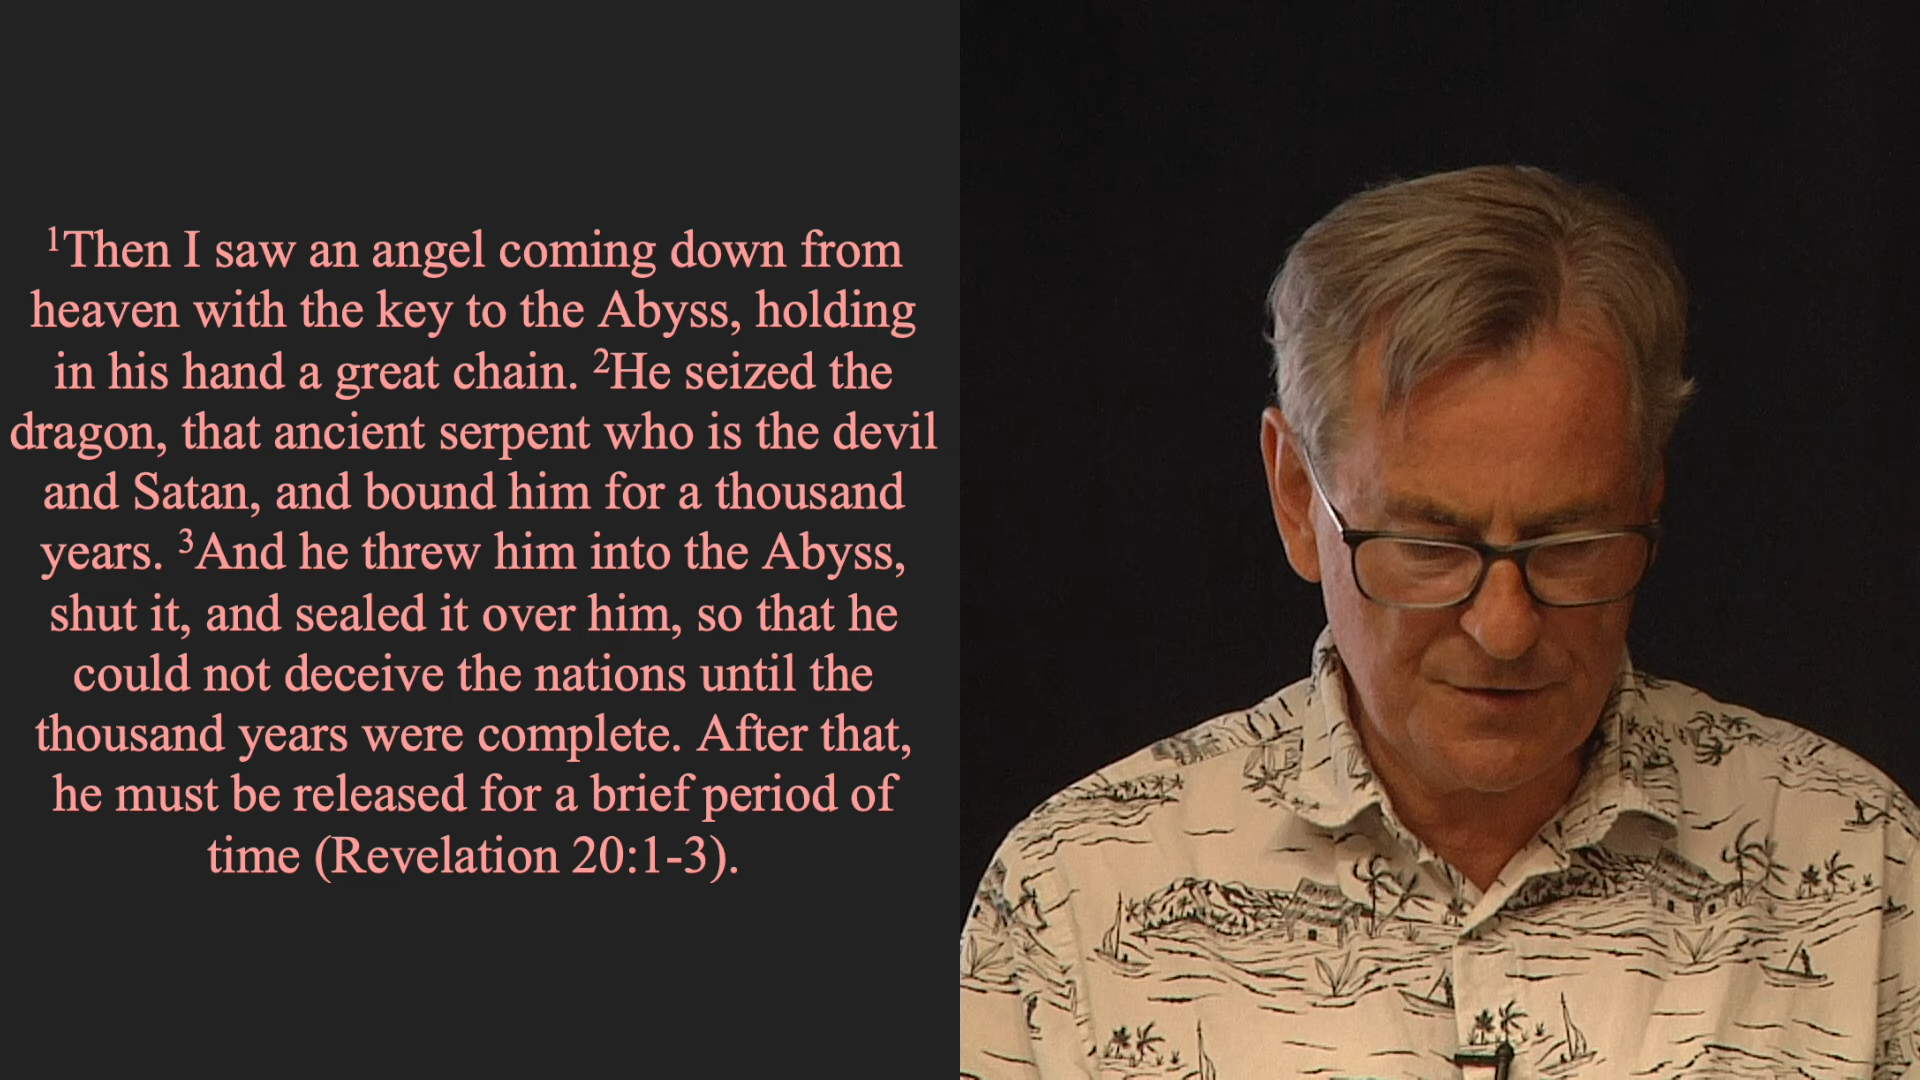 ¹Then I saw an angel coming down from
heaven with the key to the Abyss, holding
in his hand a great chain. ²He seized the
dragon, that ancient serpent who is the devil
and Satan, and bound him for a thousand
years. ³And he threw him into the Abyss,
shut it, and sealed it over him, so that he
could not deceive the nations until the
thousand years were complete. After that,
he must be released for a brief period of
time (Revelation 20:1-3).